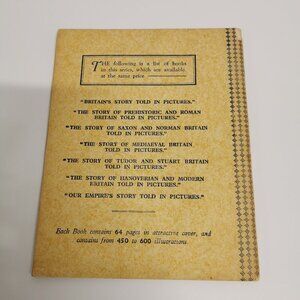 THE following is a list of books
in this series, which are available
at the same price
"BRITAIN'S STORY TOLD IN PICTURES."
"THE STORY OF PREHISTORIC AND ROMAN
BRITAIN TOLD IN PICTURES."
"THE STORY OF SAXON AND NORMAN BRITAIN
TOLD IN PICTURES."
"THE STORY OF MEDIAEVAL BRITAIN
TOLD IN PICTURES."
"THE STORY OF TUDOR AND STUART BRITAIN
TOLD IN PICTURES."
"THE STORY OF HANOVERIAN AND MODERN
BRITAIN TOLD IN PICTURES."
"OUR EMPIRE'S STORY TOLD IN PICTURES."
Each Book contains 64 pages in attractive cover, and
contains from 450 to 600 illustrations.